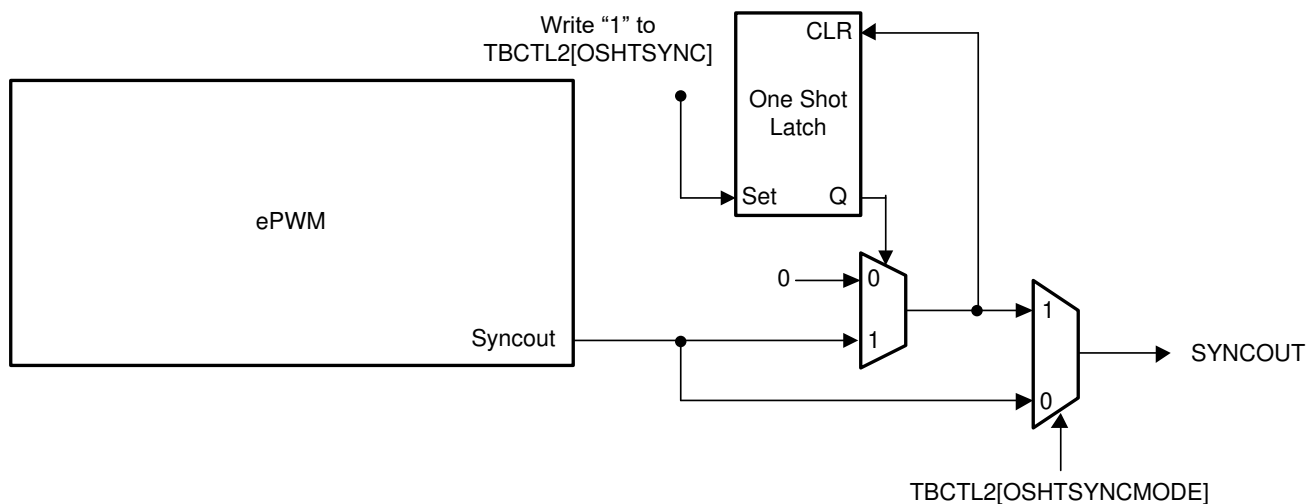 Write “1” to
TBCTL2[OSHTSYNC]
CLR
One Shot
Latch
Set
Q
ePWM
0
0
Syncout
1
1
0
SYNCOUT
TBCTL2[OSHTSYNCMODE]